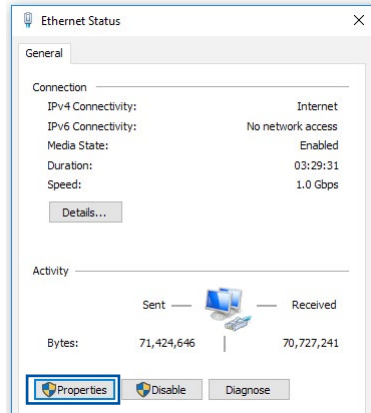 Ethernet Status
General
Connection
IPv4 Connectivity: Internet
IPv6 Connectivity: No network access
Media State: Enabled
Duration: 03:29:31
Speed: 1.0 Gbps
Details...
Activity
Sent Received
Bytes: 71,424,646 70,727,241
Properties Disable Diagnose